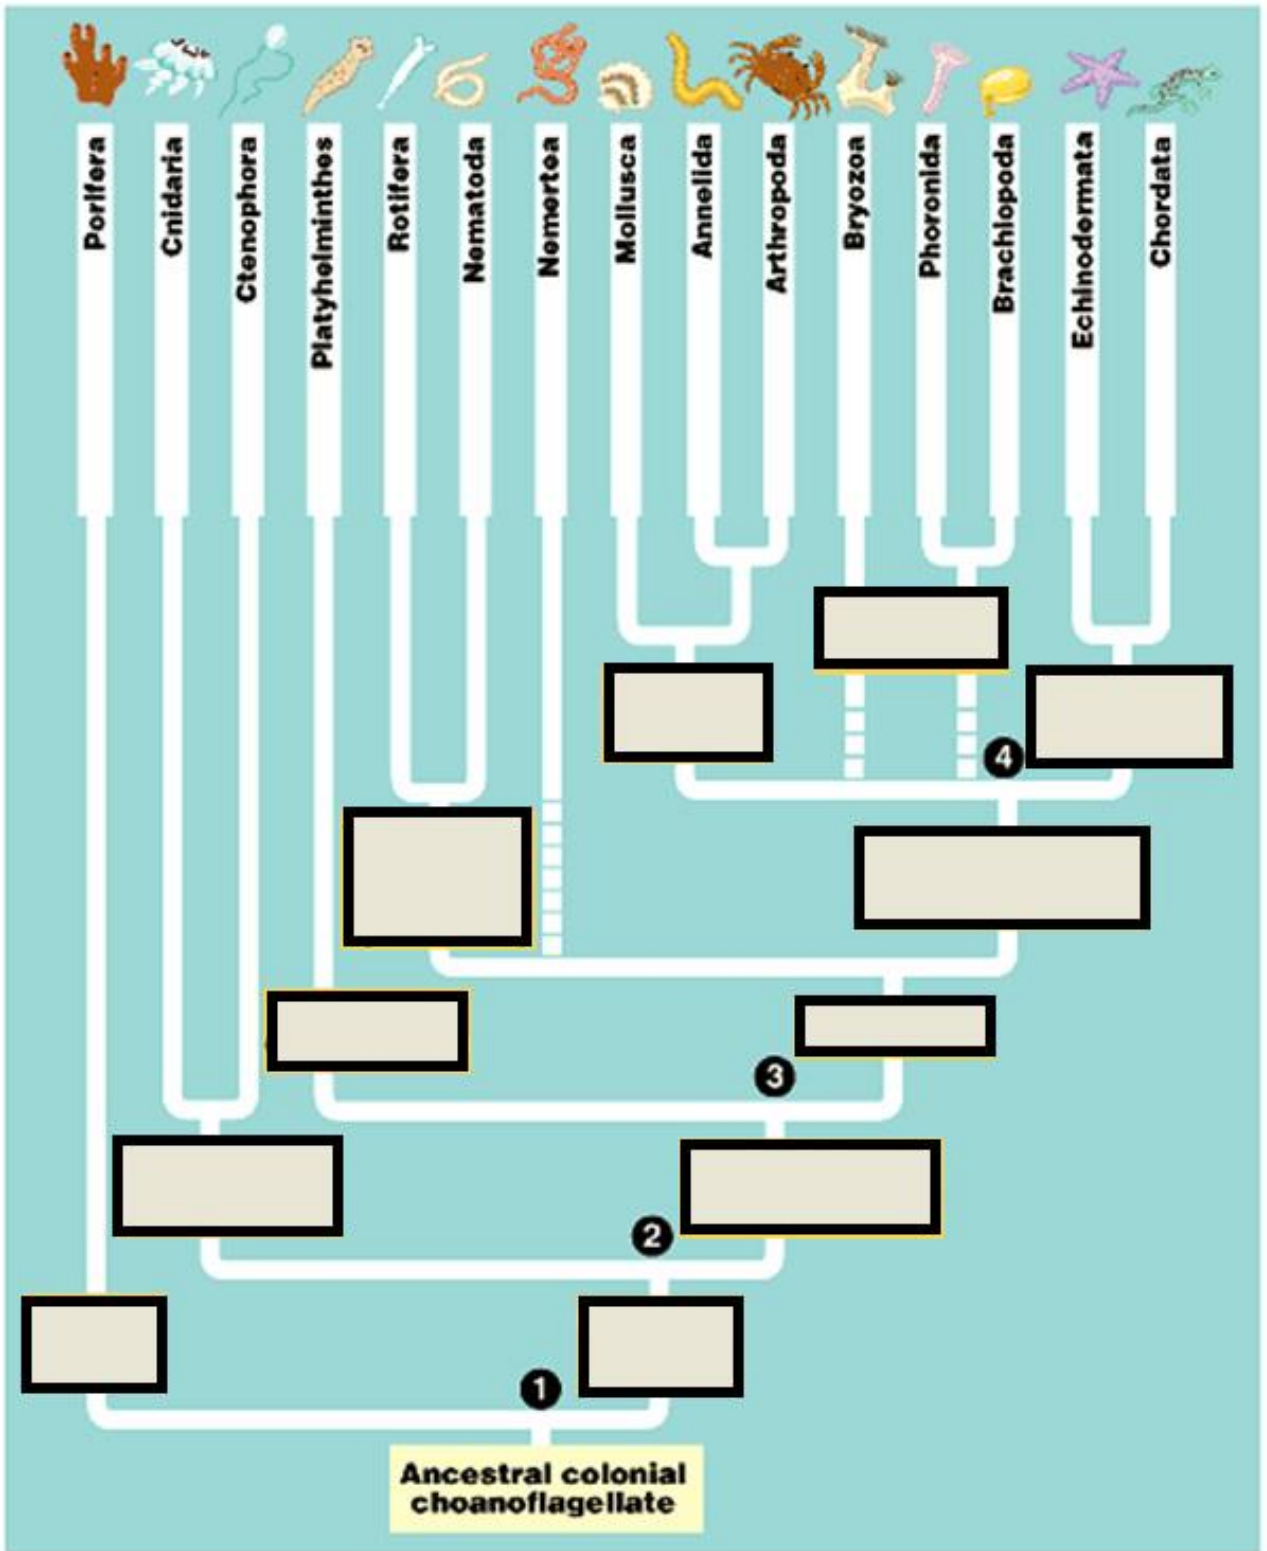 Porifera
Cnidaria
Ctenophora
Platyhelminthes
Rotifera
Nematoda
Nemertea
Mollusca
Annelida
Arthropoda
Bryozoa
Phoronida
Brachiopoda
Echinodermata
Chordata
4
3
2
1
Ancestral colonial
choanoflagellate